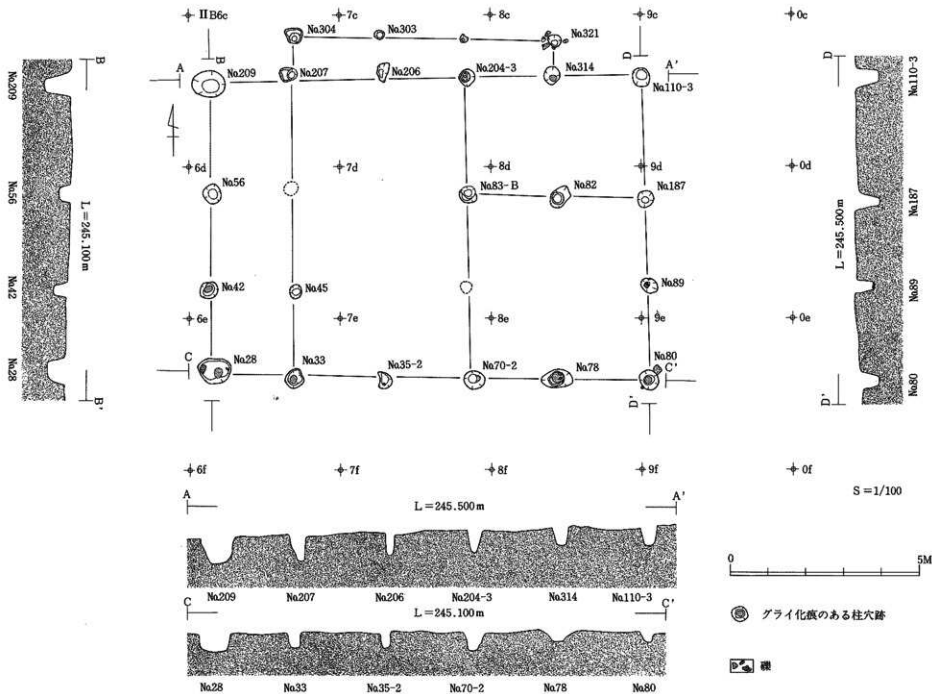 ⅡB6c 7c 8c 9c 0c
B D
No.304 No.303 No.321
B D
A No.209 No.207 No.206 No.204-3 No.314 A' No.110-3
6d 7d 8d 9d 0d
No.56 No.83-B No.82 No.187
No.42 No.45 No.89
6e 7e 8e 9e 0e
C No.28 No.33 No.35-2 No.70-2 No.78 No.80 C'
D'
6f 7f 8f 9f 0f
B
No.209
No.56
No.42
No.28
L=245.100m
B'
D
No.110-3
No.187
No.89
No.80
L=245.500m
D'
A L=245.500m A'
No.209 No.207 No.206 No.204-3 No.314 No.110-3
C L=245.100m C'
No.28 No.33 No.35-2 No.70-2 No.78 No.80
S=1/100
0 5M
グライ化痕のある柱穴跡
礫